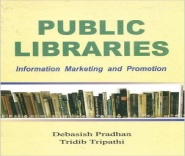 PUBLIC
LIBRARIES
Information Marketing and Promotion
Debasish Pradhan
Tridib Tripathi